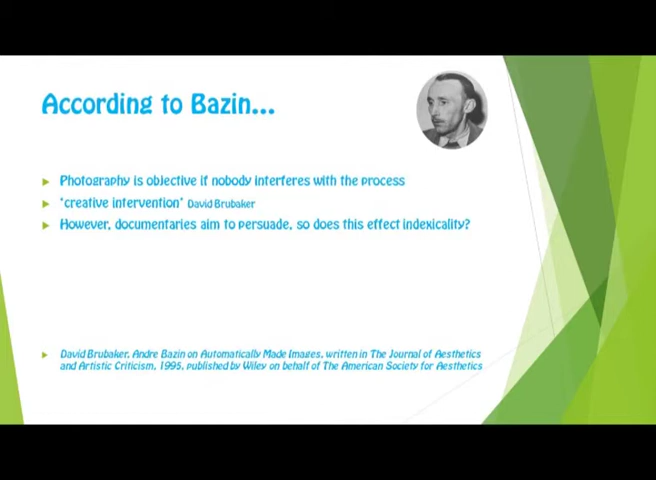 According to Bazin...
Photography is objective if nobody interferes with the process
"creative intervention" David Brubaker
However, documentaries aim to persuade, so does this effect indexicality?
David Brubaker, Andre Bazin on Automatically Made Images, written in The Journal of Aesthetics
and Artistic Criticism, 1995, published by Wiley on behalf of The American Society for Aesthetics